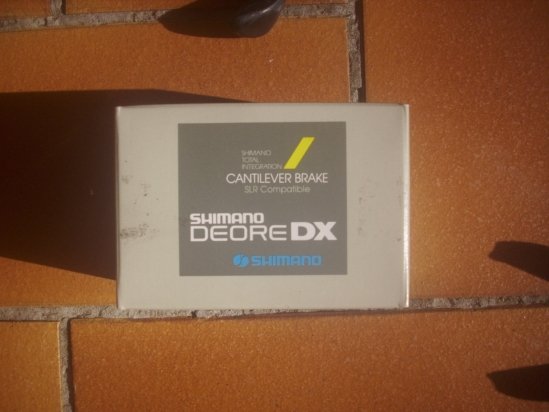 SHIMANO
TOTAL
INTEGRATION
CANTILEVER BRAKE
SLR Compatible
SHIMANO
DEORE DX
SHIMANO